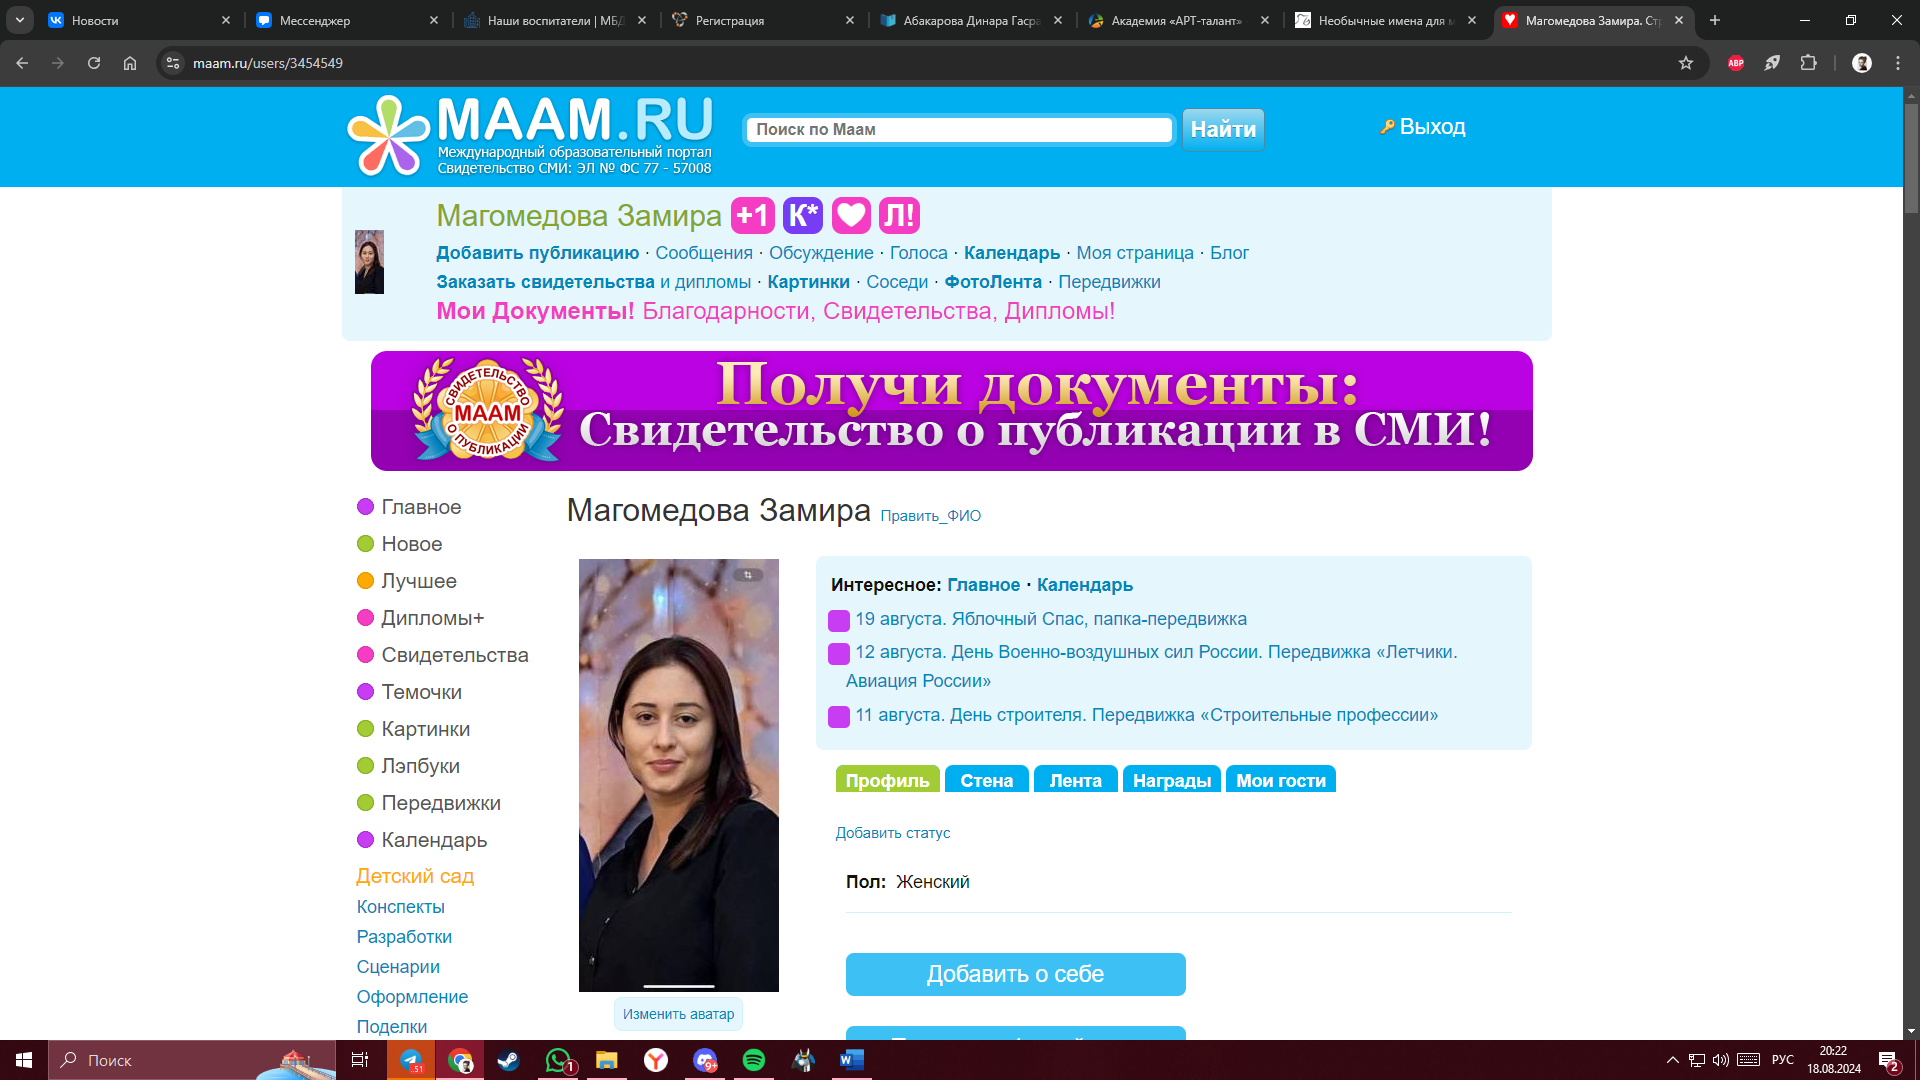 Новости
Мессенджер
Наши воспитатели | МБД
Регистрация
Абакарова Динара Гасра
Академия «АРТ-талант»
Необычные имена для м
Магомедова Замира. Ст
maam.ru/users/3454549
ABP
MAAM.RU
Международный образовательный портал
Свидетельство СМИ: ЭЛ № ФС 77 - 57008
Поиск по Маам
Найти
Выход
Магомедова Замира +1 К* Л!
Добавить публикацию · Сообщения · Обсуждение · Голоса · Календарь · Моя страница · Блог
Заказать свидетельства и дипломы · Картинки · Соседи · ФотоЛента · Передвижки
Мои Документы! Благодарности, Свидетельства, Дипломы!
СВИДЕТЕЛЬСТВО
МААМ
О ПУБЛИКАЦИИ
Получи документы:
Свидетельство о публикации в СМИ!
Главное
Новое
Лучшее
Дипломы+
Свидетельства
Темочки
Картинки
Лэпбуки
Передвижки
Календарь
Детский сад
Конспекты
Разработки
Сценарии
Оформление
Поделки
Магомедова Замира Править_ФИО
Изменить аватар
Интересное: Главное · Календарь
19 августа. Яблочный Спас, папка-передвижка
12 августа. День Военно-воздушных сил России. Передвижка «Летчики.
Авиация России»
11 августа. День строителя. Передвижка «Строительные профессии»
Профиль
Стена
Лента
Награды
Мои гости
Добавить статус
Пол: Женский
Добавить о себе
Поиск
51
1
9+
РУС
20:22
18.08.2024
2